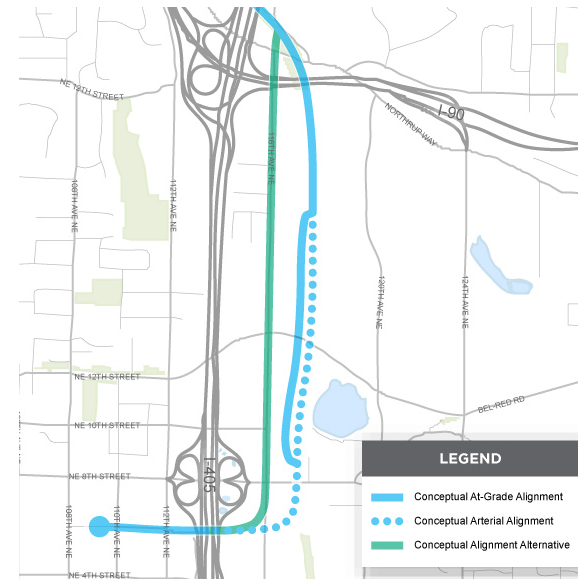 NE 12TH STREET
I-90
NORTHRUP WAY
116TH AVE NE
108TH AVE NE
112TH AVE NE
120TH AVE NE
124TH AVE NE
NE 12TH STREET
BEL-RED RD
NE 10TH STREET
I-405
NE 8TH STREET
108TH AVE NE
110TH AVE NE
112TH AVE NE
NE 4TH STREET
LEGEND
Conceptual At-Grade Alignment
Conceptual Arterial Alignment
Conceptual Alignment Alternative